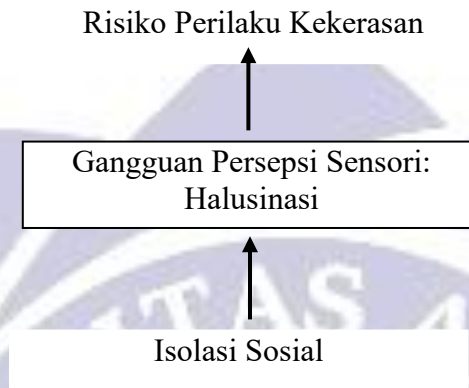 Risiko Perilaku Kekerasan
Gangguan Persepsi Sensori:
Halusinasi
Isolasi Sosial